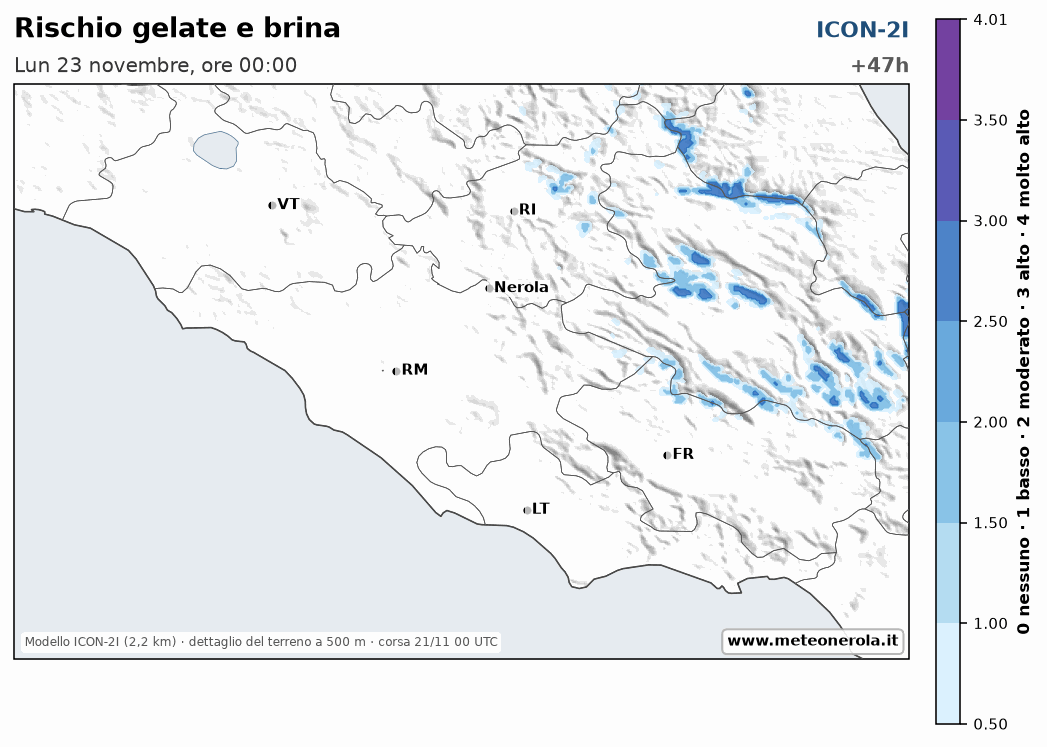 Rischio gelate e brina
ICON-2I
Lun 23 novembre, ore 00:00
+47h
4.01
3.50
3.00
2.50
2.00
1.50
1.00
0.50
0 nessuno · 1 basso · 2 moderato · 3 alto · 4 molto alto
VT
RI
Nerola
RM
FR
LT
Modello ICON-2I (2,2 km) · dettaglio del terreno a 500 m · corsa 21/11 00 UTC
www.meteonerola.it